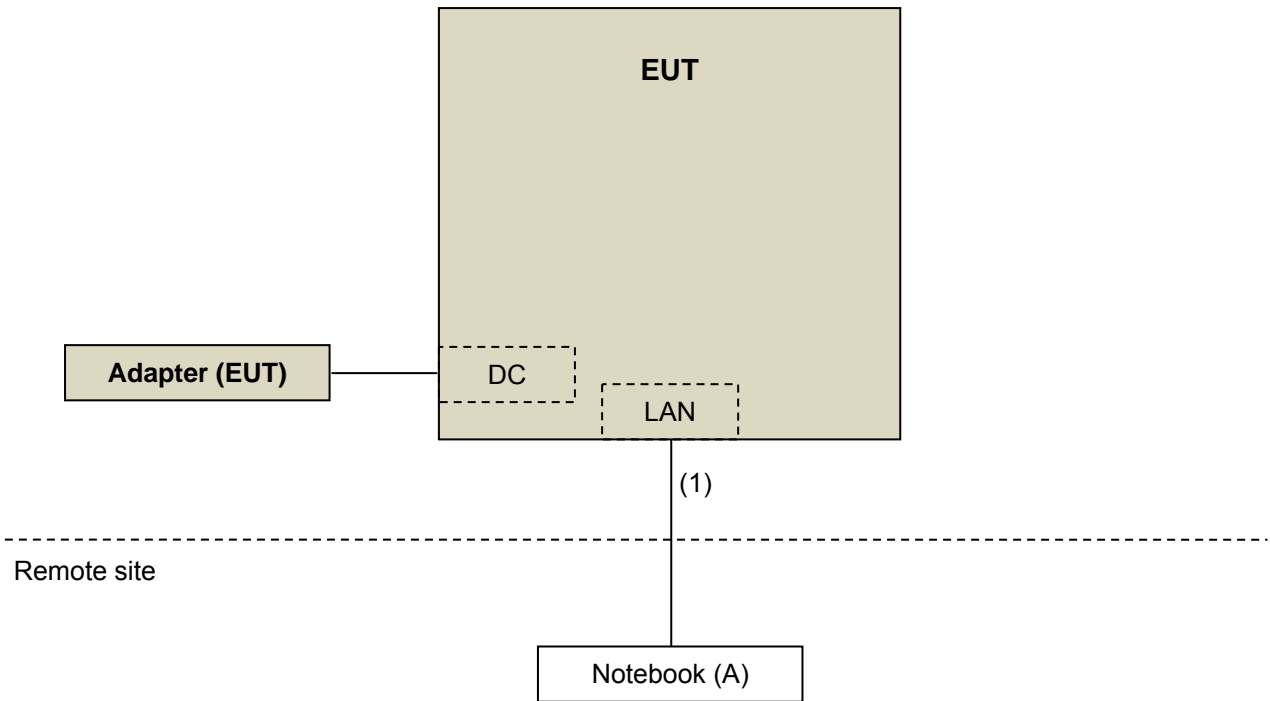 EUT
Adapter (EUT)
DC
LAN
(1)
Remote site
Notebook (A)